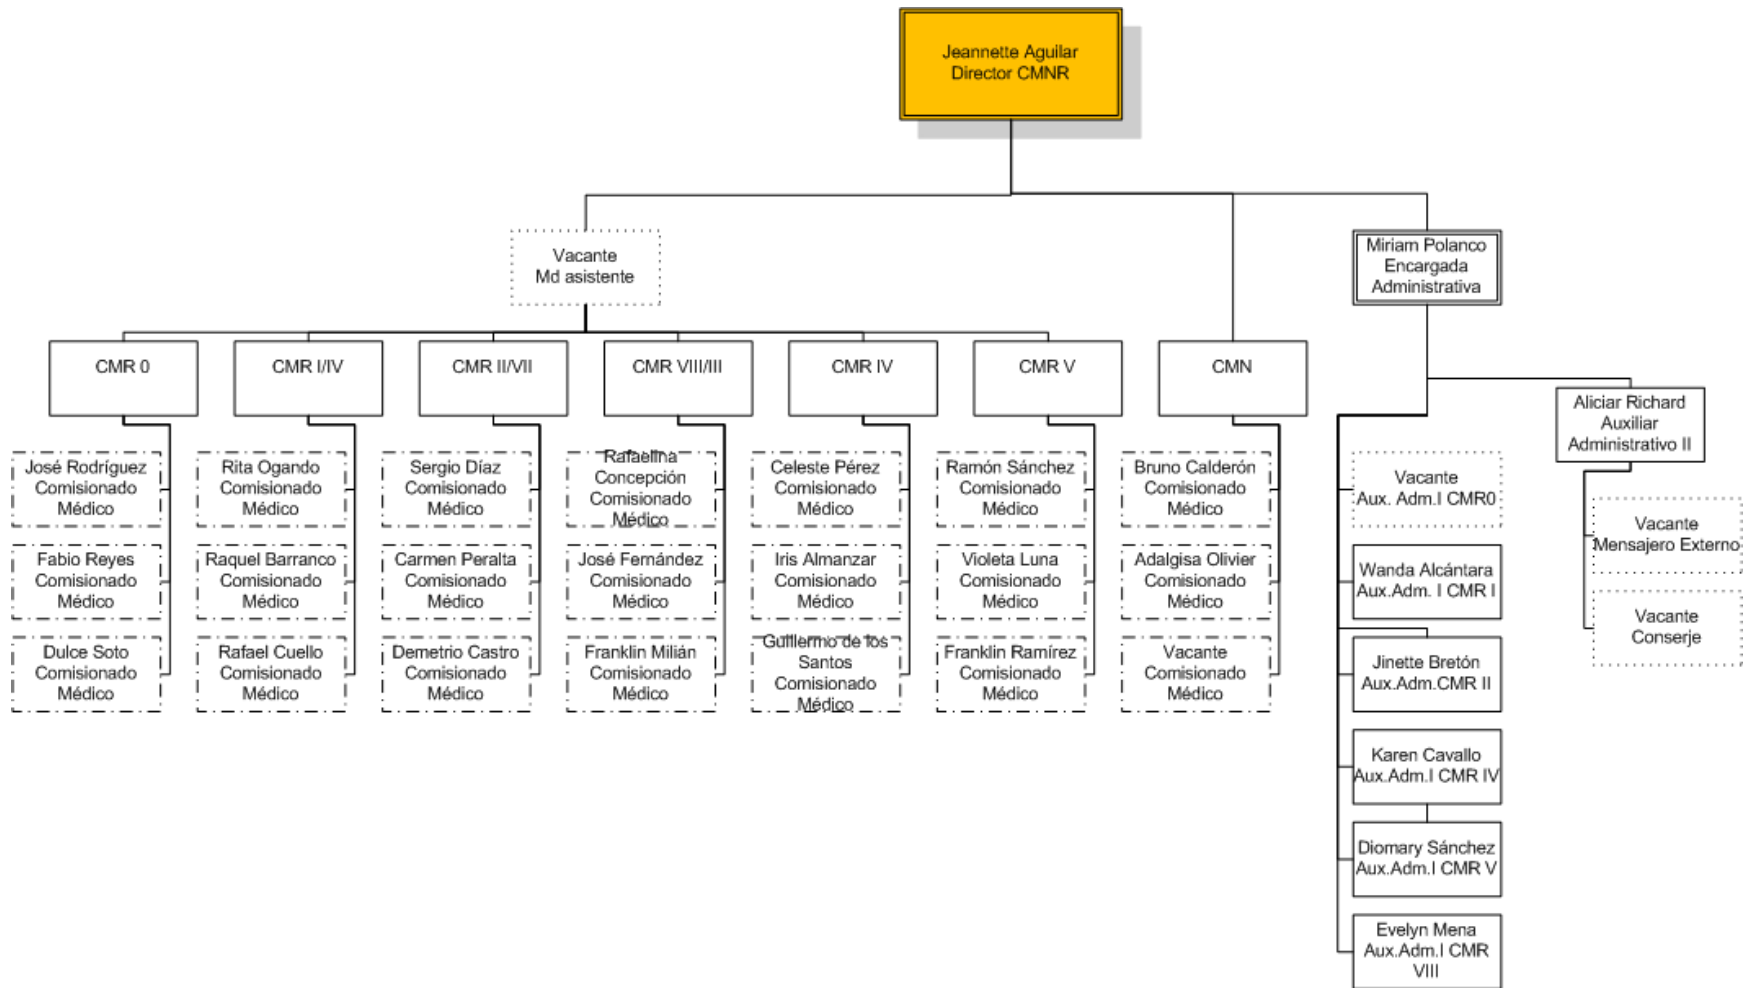 Jeannette Aguilar
Director CMNR
Vacante
Md asistente
Miriam Polanco
Encargada
Administrativa
CMR 0
CMR I/IV
CMR II/VII
CMR VIII/III
CMR IV
CMR V
CMN
Aliciar Richard
Auxiliar
Administrativo II
José Rodríguez
Comisionado
Médico
Rita Ogando
Comisionado
Médico
Sergio Díaz
Comisionado
Médico
Rafaelina
Concepción
Comisionado
Médico
Celeste Pérez
Comisionado
Médico
Ramón Sánchez
Comisionado
Médico
Bruno Calderón
Comisionado
Médico
Vacante
Aux. Adm.I CMR0
Vacante
Mensajero Externo
Fabio Reyes
Comisionado
Médico
Raquel Barranco
Comisionado
Médico
Carmen Peralta
Comisionado
Médico
José Fernández
Comisionado
Médico
Iris Almanzar
Comisionado
Médico
Violeta Luna
Comisionado
Médico
Adalgisa Olivier
Comisionado
Médico
Wanda Alcántara
Aux.Adm. I CMR I
Vacante
Conserje
Dulce Soto
Comisionado
Médico
Rafael Cuello
Comisionado
Médico
Demetrio Castro
Comisionado
Médico
Franklin Milián
Comisionado
Médico
Guillermo de los
Santos
Comisionado
Médico
Franklin Ramírez
Comisionado
Médico
Vacante
Comisionado
Médico
Jinette Bretón
Aux.Adm.CMR II
Karen Cavallo
Aux.Adm.I CMR IV
Diomary Sánchez
Aux.Adm.I CMR V
Evelyn Mena
Aux.Adm.I CMR
VIII